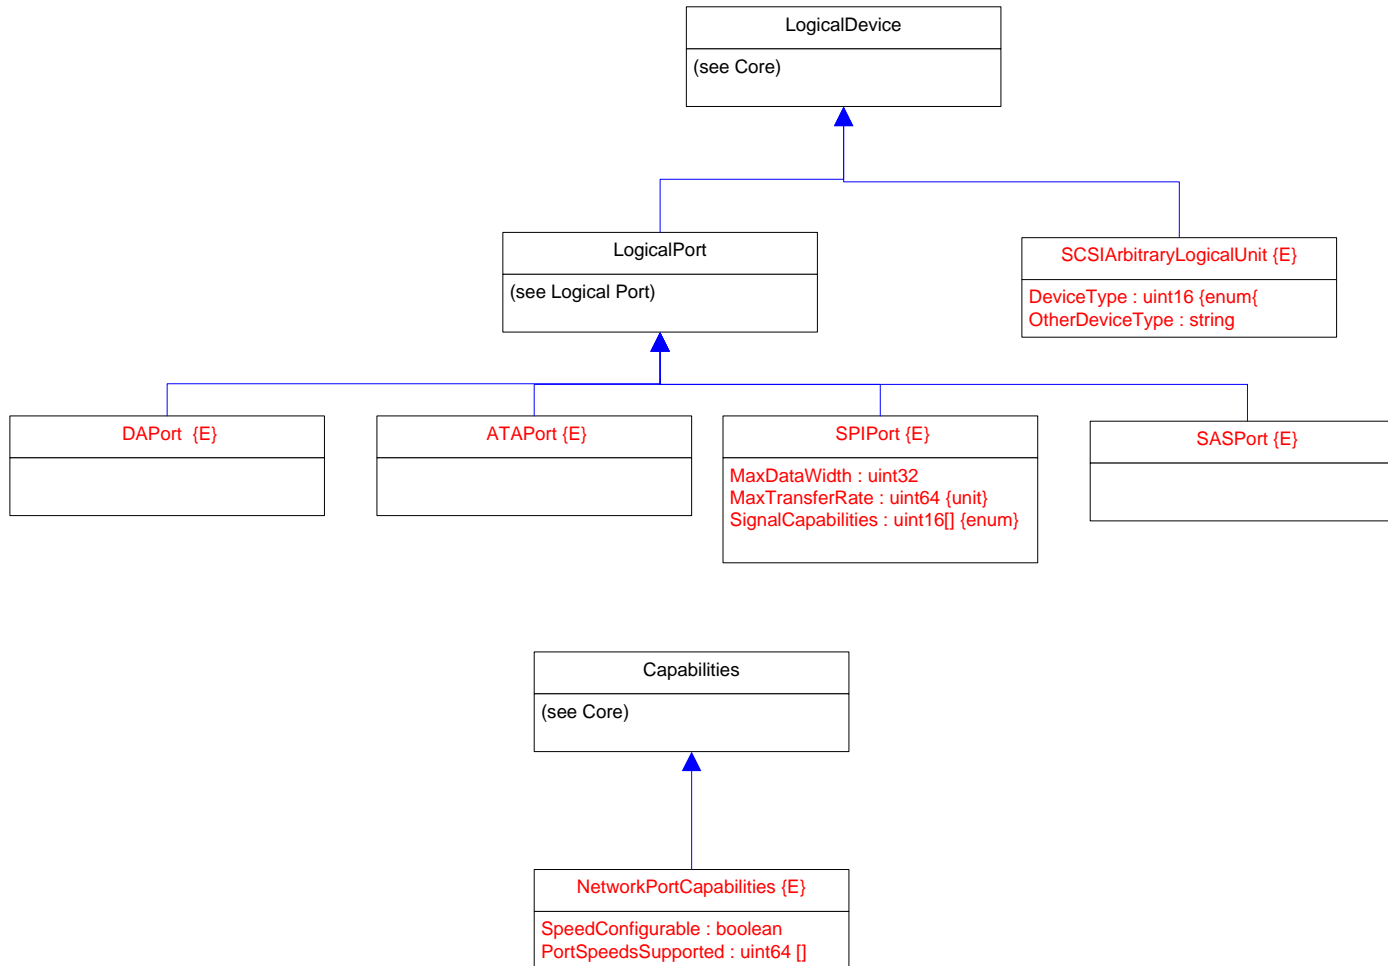 LogicalDevice
(see Core)
LogicalPort
(see Logical Port)
SCSIArbitraryLogicalUnit {E}
DeviceType : uint16 {enum{
OtherDeviceType : string
DAPort {E}
ATAPort {E}
SPIPort {E}
MaxDataWidth : uint32
MaxTransferRate : uint64 {unit}
SignalCapabilities : uint16[] {enum}
SASPort {E}
Capabilities
(see Core)
NetworkPortCapabilities {E}
SpeedConfigurable : boolean
PortSpeedsSupported : uint64 []